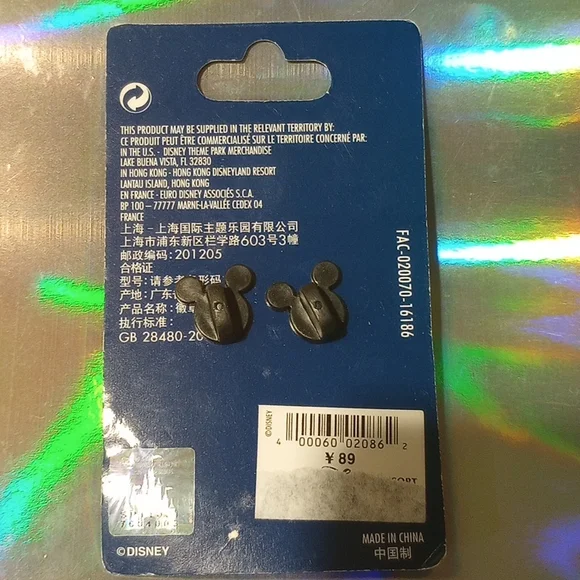 THIS PRODUCT MAY BE SUPPLIED IN THE RELEVANT TERRITORY BY:
CE PRODUIT PEUT ÊTRE COMMERCIALISÉ SUR LE TERRITOIRE CONCERNÉ PAR:
IN THE U.S. - DISNEY THEME PARK MERCHANDISE
LAKE BUENA VISTA, FL 32830
IN HONG KONG - HONG KONG DISNEYLAND RESORT
LANTAU ISLAND, HONG KONG
EN FRANCE - EURO DISNEY ASSOCIÉS S.C.A.
BP 100 – 77777 MARNE-LA-VALLÉE CEDEX 04
FRANCE
上海 – 上海国际主题乐园有限公司
上海市浦东新区栏学路603号3幢
邮政编码: 201205
合格证
型号: 请参 形码
产地: 广东
产品名称: 徽
执行标准:
GB 28480-20
FAC-020070-16186
©DISNEY
4 00060 02086 2
¥ 89
©DISNEY
MADE IN CHINA
中国制